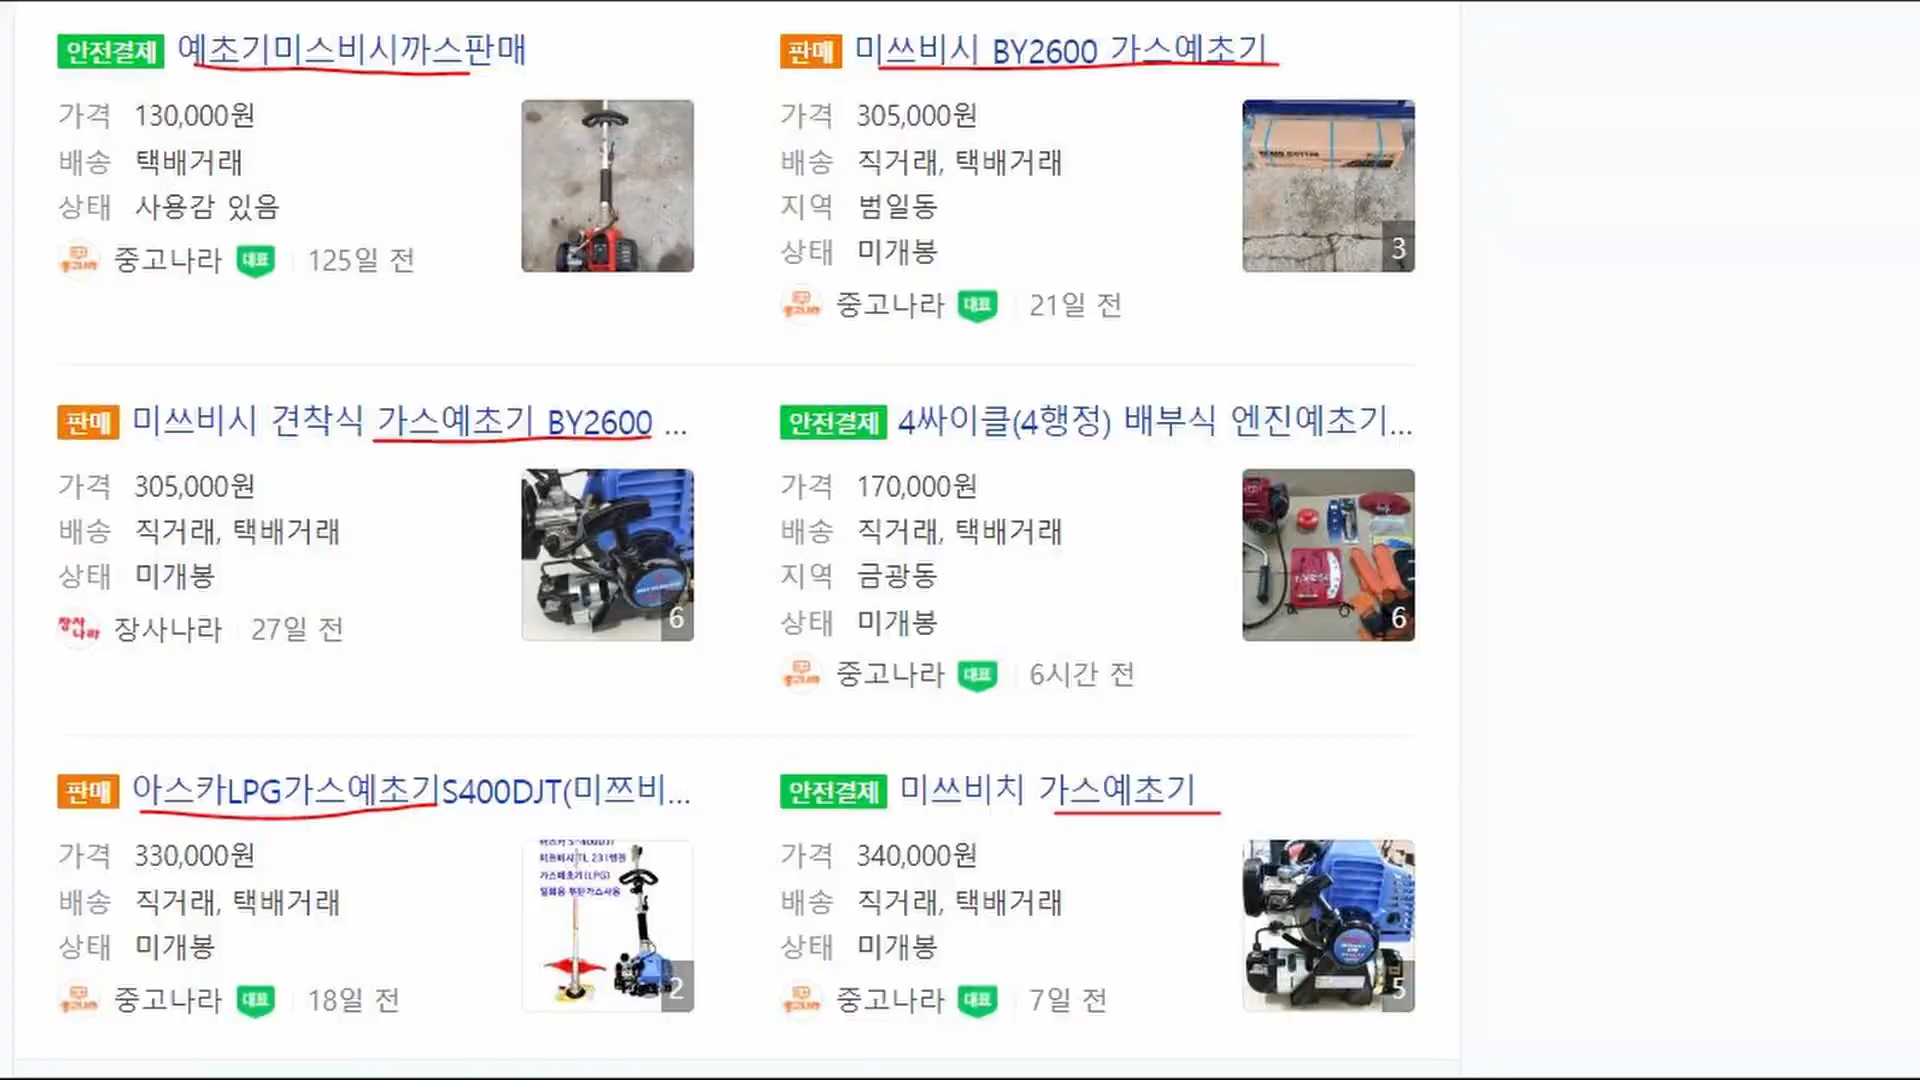 안전결제 예초기미스비시까스판매
가격 130,000원
배송 택배거래
상태 사용감 있음
중고나라 대표 125일 전
판매 미쓰비시 BY2600 가스예초기
가격 305,000원
배송 직거래, 택배거래
지역 범일동
상태 미개봉
3
중고나라 대표 21일 전
판매 미쓰비시 견착식 가스예초기 BY2600 ...
가격 305,000원
배송 직거래, 택배거래
상태 미개봉
6
장사나라 27일 전
안전결제 4싸이클(4행정) 배부식 엔진예초기...
가격 170,000원
배송 직거래, 택배거래
지역 금광동
상태 미개봉
6
중고나라 대표 6시간 전
판매 아스카LPG가스예초기S400DJT(미쯔비...
가격 330,000원
배송 직거래, 택배거래
상태 미개봉
가스예초기(LPG)
2
중고나라 대표 18일 전
안전결제 미쓰비치 가스예초기
가격 340,000원
배송 직거래, 택배거래
상태 미개봉
5
중고나라 대표 7일 전